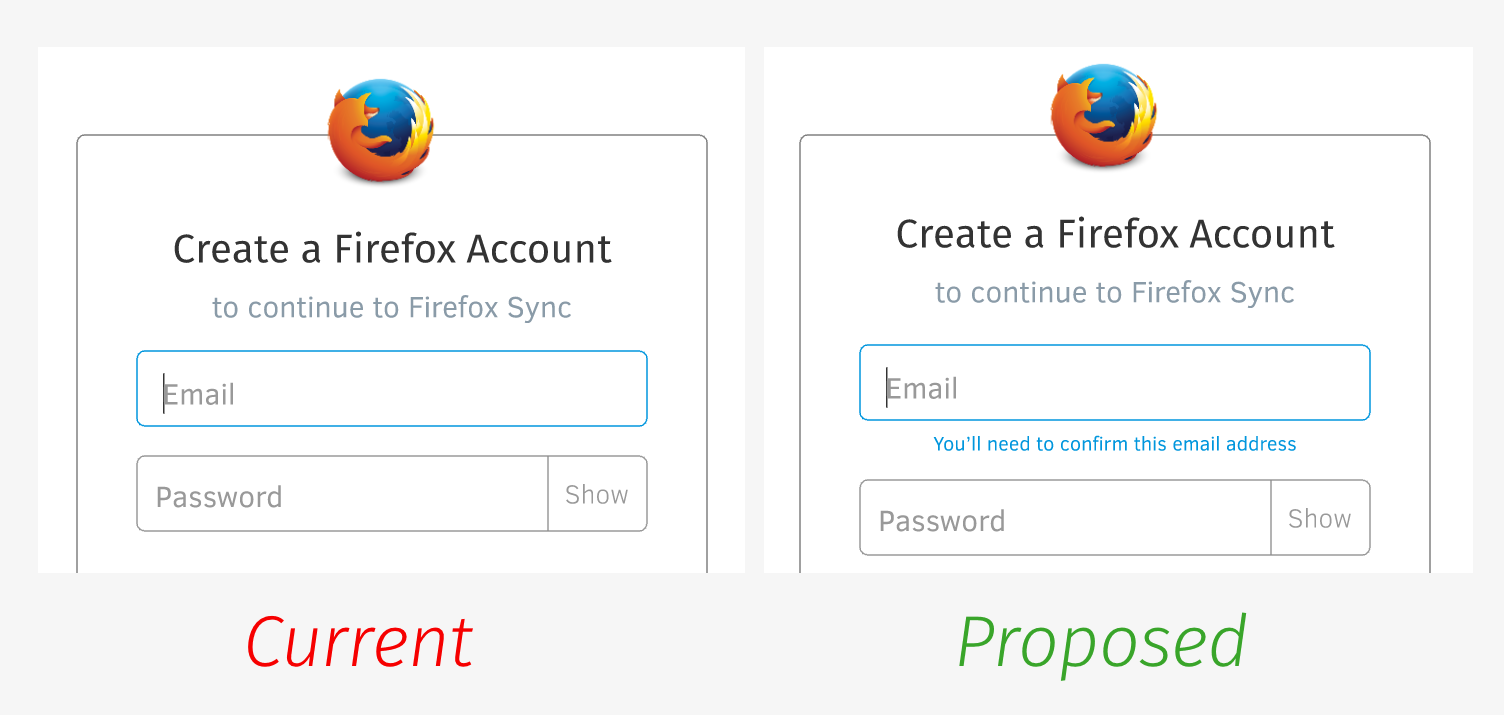 Create a Firefox Account
to continue to Firefox Sync
Email
Password
Show
Current
Create a Firefox Account
to continue to Firefox Sync
Email
You’ll need to confirm this email address
Password
Show
Proposed